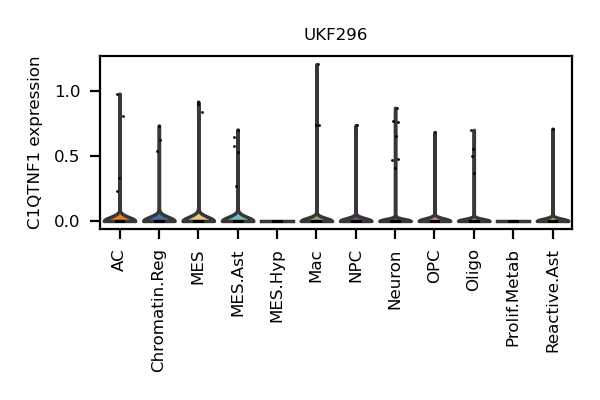 UKF296
C1QTNF1 expression
1.0
0.5
0.0
AC
Chromatin.Reg
MES
MES.Ast
MES.Hyp
Mac
NPC
Neuron
OPC
Oligo
Prolif.Metab
Reactive.Ast